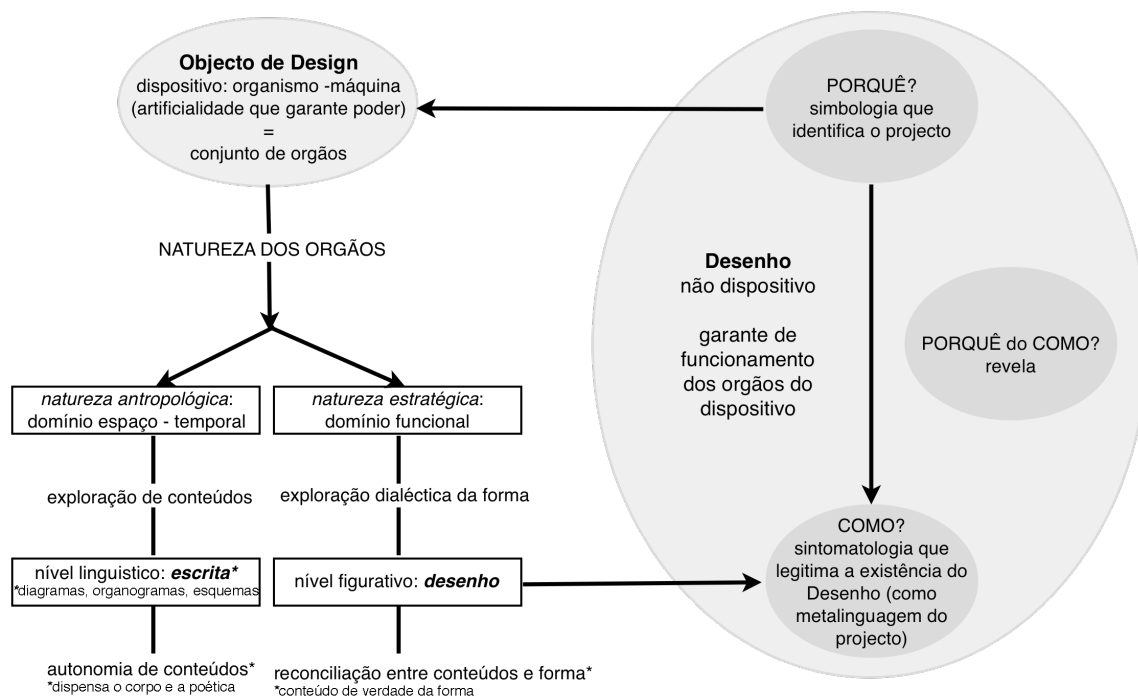 Objecto de Design
dispositivo: organismo -máquina
(artificialidade que garante poder)
=
conjunto de orgãos
NATUREZA DOS ORGÃOS
natureza antropológica:
domínio espaço - temporal
exploração de conteúdos
nível linguistico: escrita*
*diagramas, organogramas, esquemas
autonomia de conteúdos*
*dispensa o corpo e a poética
natureza estratégica:
domínio funcional
exploração dialéctica da forma
nível figurativo: desenho
reconciliação entre conteúdos e forma*
*conteúdo de verdade da forma
PORQUÊ?
simbologia que
identifica o projecto
Desenho
não dispositivo
garante de
funcionamento
dos orgãos do
dispositivo
PORQUÊ do COMO?
revela
COMO?
sintomatologia que
legitima a existência do
Desenho (como
metalinguagem do
projecto)